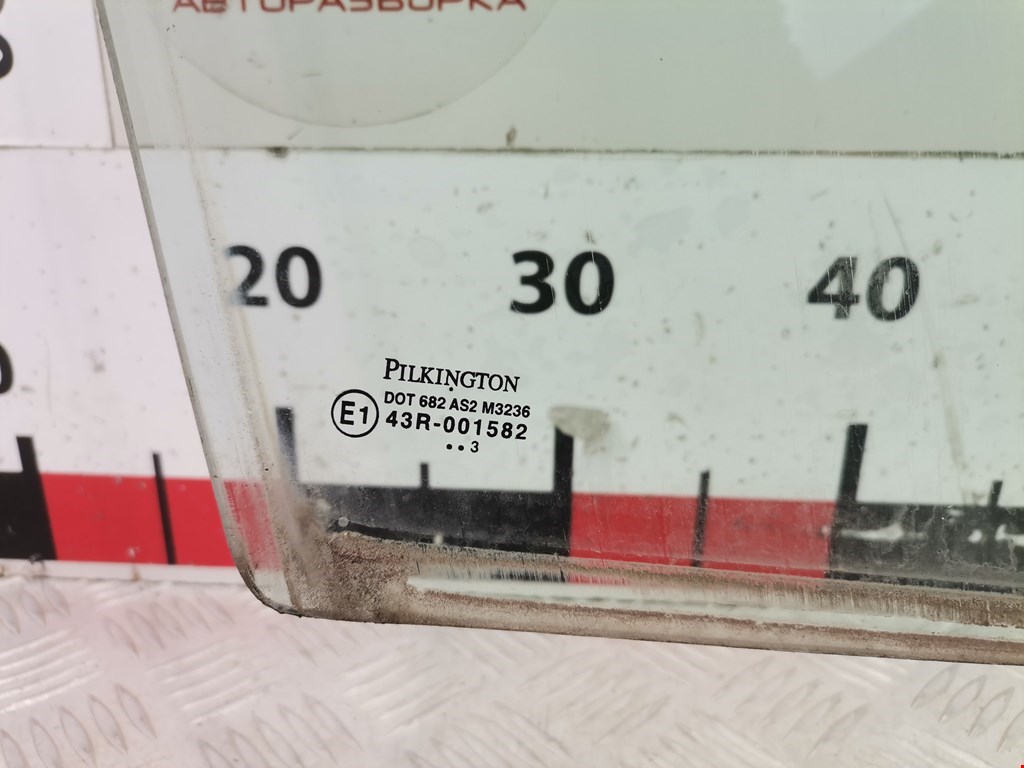 АВТОРАЗБОРКА
20 30 40
PILKINGTON
DOT 682 AS2 M3236
E1 43R-001582
..3